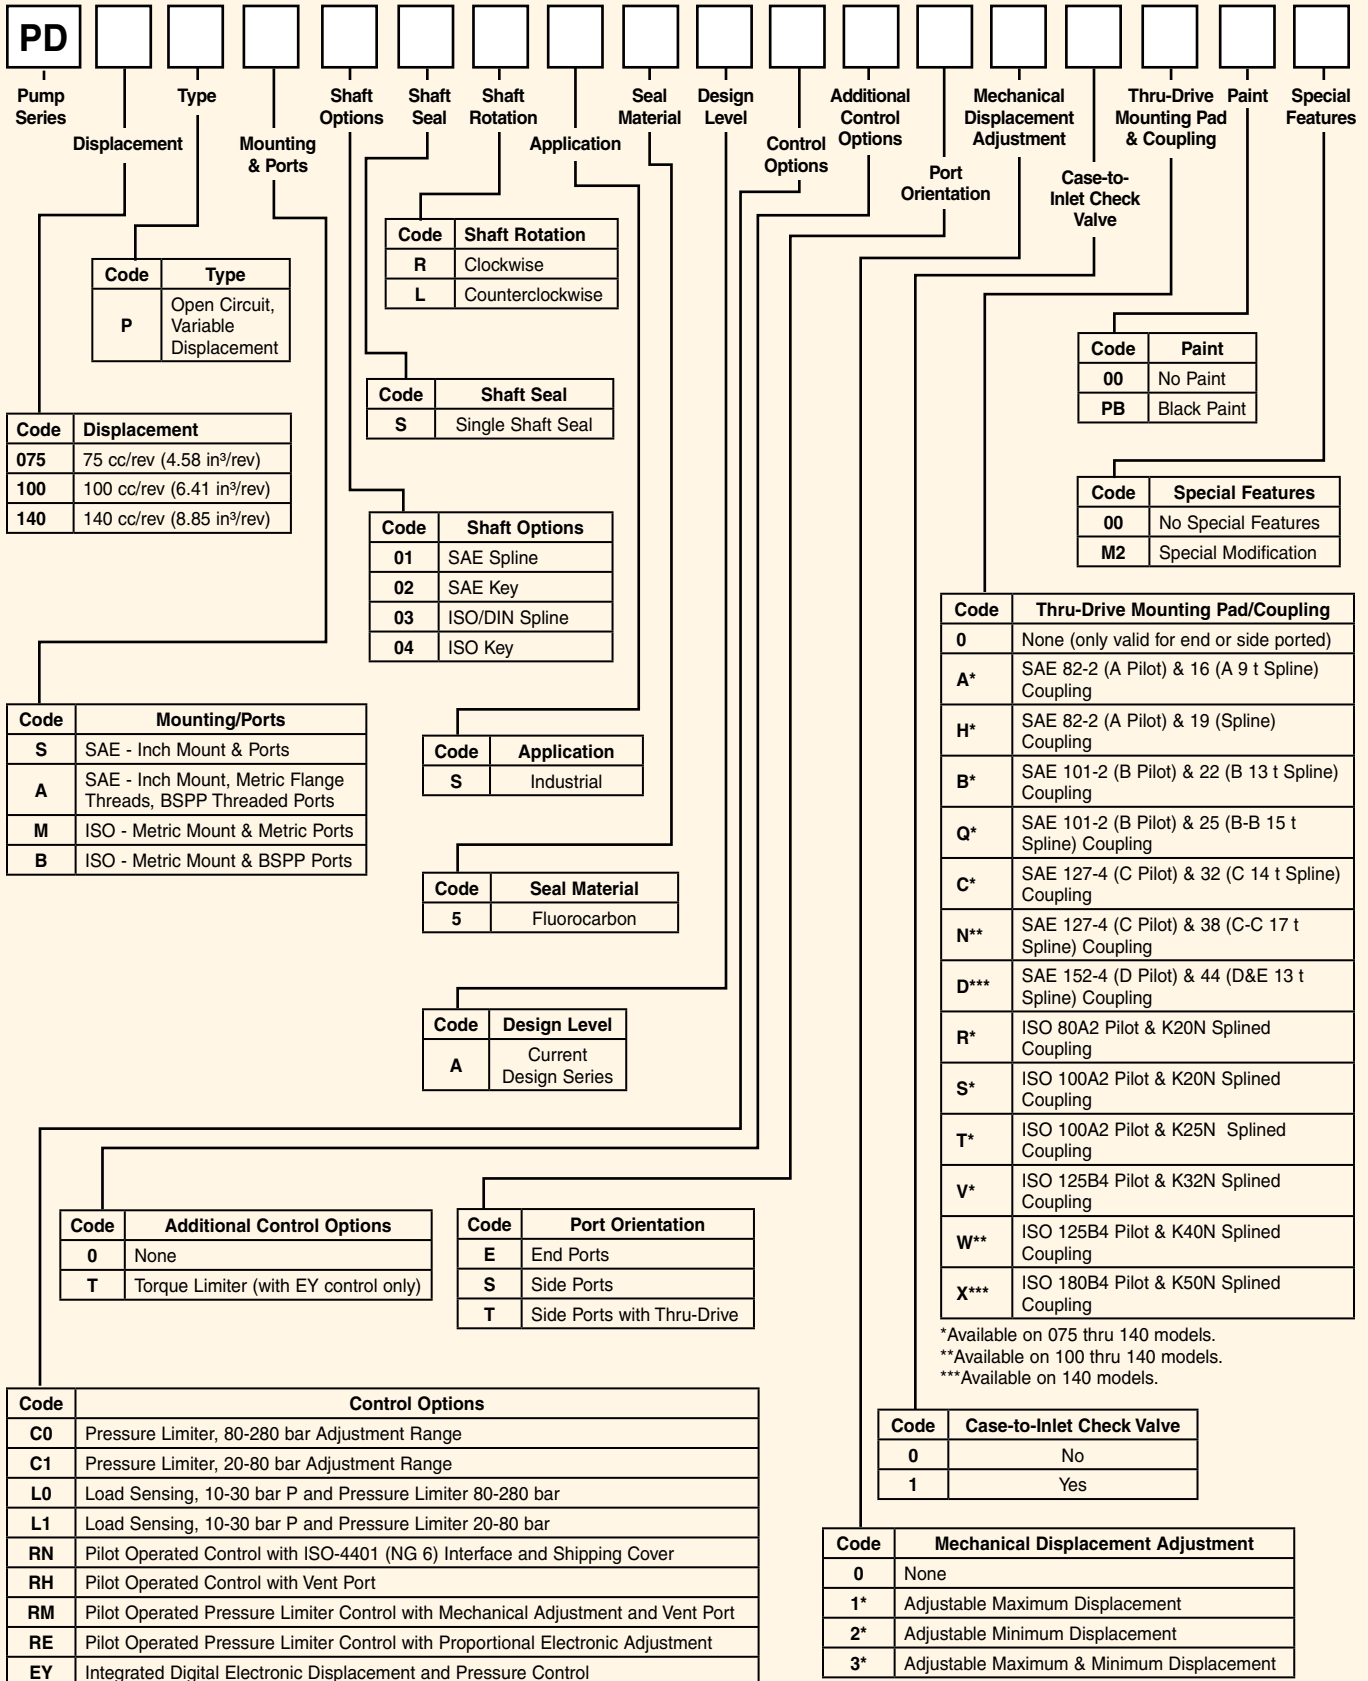 PD
Pump
Series
Displacement
Type
Mounting
& Ports
Shaft
Options
Shaft
Seal
Shaft
Rotation
Application
Seal
Material
Design
Level
Control
Options
Additional
Control
Options
Port
Orientation
Mechanical
Displacement
Adjustment
Case-to-
Inlet Check
Valve
Thru-Drive
Mounting Pad
& Coupling
Paint
Special
Features
Code Type
P Open Circuit,
Variable
Displacement
Code Shaft Rotation
R Clockwise
L Counterclockwise
Code Paint
00 No Paint
PB Black Paint
Code Shaft Seal
S Single Shaft Seal
Code Displacement
075 75 cc/rev (4.58 in³/rev)
100 100 cc/rev (6.41 in³/rev)
140 140 cc/rev (8.85 in³/rev)
Code Special Features
00 No Special Features
M2 Special Modification
Code Shaft Options
01 SAE Spline
02 SAE Key
03 ISO/DIN Spline
04 ISO Key
Code Mounting/Ports
S SAE - Inch Mount & Ports
A SAE - Inch Mount, Metric Flange
Threads, BSPP Threaded Ports
M ISO - Metric Mount & Metric Ports
B ISO - Metric Mount & BSPP Ports
Code Application
S Industrial
Code Seal Material
5 Fluorocarbon
Code Design Level
A Current
Design Series
Code Thru-Drive Mounting Pad/Coupling
0 None (only valid for end or side ported)
A* SAE 82-2 (A Pilot) & 16 (A 9 t Spline)
Coupling
H* SAE 82-2 (A Pilot) & 19 (Spline)
Coupling
B* SAE 101-2 (B Pilot) & 22 (B 13 t Spline)
Coupling
Q* SAE 101-2 (B Pilot) & 25 (B-B 15 t
Spline) Coupling
C* SAE 127-4 (C Pilot) & 32 (C 14 t Spline)
Coupling
N** SAE 127-4 (C Pilot) & 38 (C-C 17 t
Spline) Coupling
D*** SAE 152-4 (D Pilot) & 44 (D&E 13 t
Spline) Coupling
R* ISO 80A2 Pilot & K20N Splined
Coupling
S* ISO 100A2 Pilot & K20N Splined
Coupling
T* ISO 100A2 Pilot & K25N Splined
Coupling
V* ISO 125B4 Pilot & K32N Splined
Coupling
W** ISO 125B4 Pilot & K40N Splined
Coupling
X*** ISO 180B4 Pilot & K50N Splined
Coupling
*Available on 075 thru 140 models.
**Available on 100 thru 140 models.
***Available on 140 models.
Code Additional Control Options
0 None
T Torque Limiter (with EY control only)
Code Port Orientation
E End Ports
S Side Ports
T Side Ports with Thru-Drive
Code Control Options
C0 Pressure Limiter, 80-280 bar Adjustment Range
C1 Pressure Limiter, 20-80 bar Adjustment Range
L0 Load Sensing, 10-30 bar P and Pressure Limiter 80-280 bar
L1 Load Sensing, 10-30 bar P and Pressure Limiter 20-80 bar
RN Pilot Operated Control with ISO-4401 (NG 6) Interface and Shipping Cover
RH Pilot Operated Control with Vent Port
RM Pilot Operated Pressure Limiter Control with Mechanical Adjustment and Vent Port
RE Pilot Operated Pressure Limiter Control with Proportional Electronic Adjustment
EY Integrated Digital Electronic Displacement and Pressure Control
Code Case-to-Inlet Check Valve
0 No
1 Yes
Code Mechanical Displacement Adjustment
0 None
1* Adjustable Maximum Displacement
2* Adjustable Minimum Displacement
3* Adjustable Maximum & Minimum Displacement